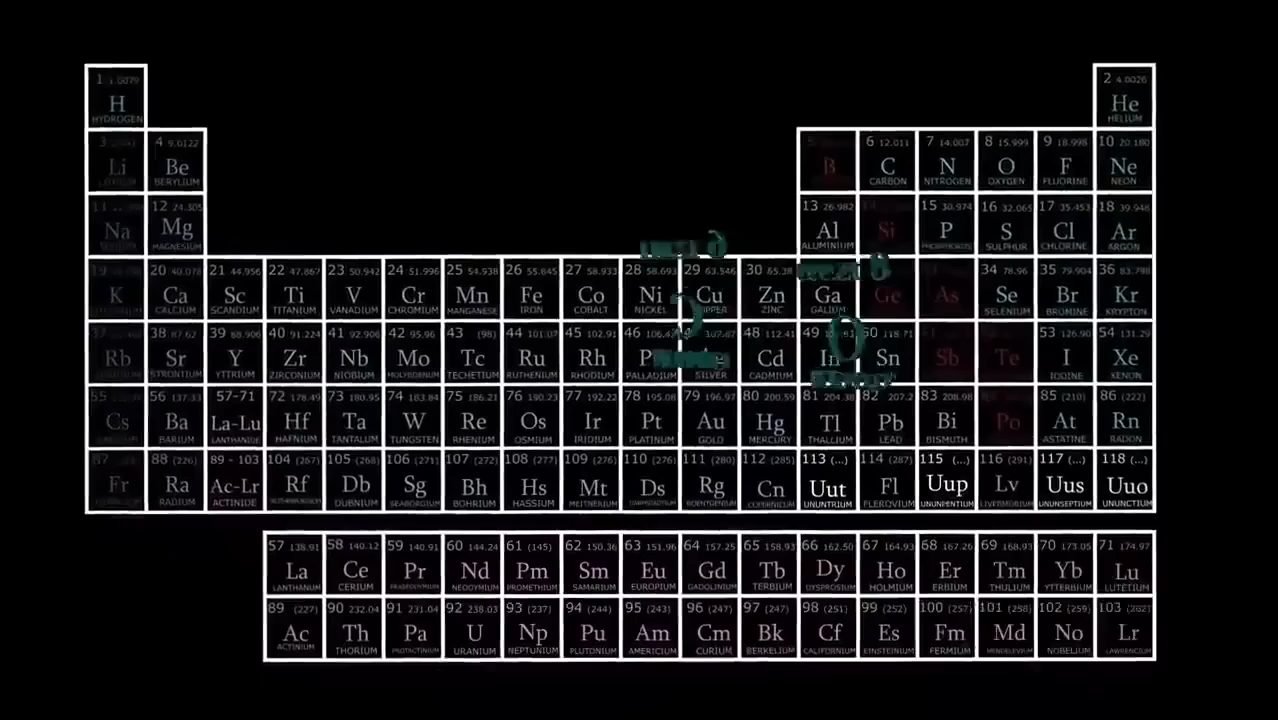 1 1.0079 2 4.0026
H He
HYDROGEN HELIUM
3 4 9.0122 5 6 12.011 7 14.007 8 15.999 9 18.998 10 20.180
Li Be B C N O F Ne
BERYLIUM CARBON NITROGEN OXYGEN FLUORINE NEON
11 12 24.305 13 26.982 15 30.974 16 32.065 17 35.453 18 39.948
Na Mg Al Si P S Cl Ar
MAGNESIUM ALUMINIUM PHOSPHORUS SULPHUR CHLORINE ARGON
19 20 40.078 21 44.956 22 47.867 23 50.942 24 51.996 25 54.938 26 55.845 27 58.933 28 58.693 29 63.546 30 65.38 34 78.96 35 79.904 36 83.798
K Ca Sc Ti V Cr Mn Fe Co Ni Cu Zn Ga Ge As Se Br Kr
CALCIUM SCANDIUM TITANIUM VANADIUM CHROMIUM MANGANESE IRON COBALT NICKEL ZINC GALIUM SELENIUM BROMINE KRYPTON
37 38 87.62 39 88.906 40 91.224 41 92.906 42 95.96 43 (98) 44 101.07 45 102.91 46 48 112.41 49 50 118.71 53 126.90 54 131.29
Rb Sr Y Zr Nb Mo Tc Ru Rh Cd In Sn Sb Te I Xe
STRONTIUM YTTRIUM ZIRCONIUM NIOBIUM MOLYBDENUM TECHETIUM RUTHENIUM RHODIUM PALLADIUM SILVER CADMIUM TIN IODINE XENON
55 56 137.33 57-71 72 178.49 73 180.95 74 183.84 75 186.21 76 190.23 77 192.22 78 195.08 79 196.97 80 200.59 81 204.38 82 207.2 83 208.98 85 (210) 86 (222)
Cs Ba La-Lu Hf Ta W Re Os Ir Pt Au Hg Tl Pb Bi Po At Rn
BARIUM LANTHANIDE HAFNIUM TANTALUM TUNGSTEN RHENIUM OSMIUM IRIDIUM PLATINUM GOLD MERCURY THALLIUM LEAD BISMUTH ASTATINE RADON
87 88 (226) 89 - 103 104 (267) 105 (268) 106 (271) 107 (272) 108 (277) 109 (276) 110 (276) 111 (280) 112 (285) 113 (...) 114 (287) 115 (...) 116 (291) 117 (...) 118 (...)
Fr Ra Ac-Lr Rf Db Sg Bh Hs Mt Ds Rg Cn Uut Fl Uup Lv Uus Uuo
RADIUM ACTINIDE DUBNIUM SEABORGIUM BOHRIUM HASSIUM MEITNERIUM ROENTGENIUM COPERNICIUM UNUNTRIUM UNUNPENTIUM LIVERMORIUM UNUNSEPTIUM UNUNCTIUM
57 138.91 58 140.12 59 140.91 60 144.24 61 (145) 62 150.36 63 151.96 64 157.25 65 158.93 66 162.50 67 164.93 68 167.26 69 168.93 70 173.05 71 174.97
La Ce Pr Nd Pm Sm Eu Gd Tb Dy Ho Er Tm Yb Lu
LANTHANUM CERIUM NEODYMIUM PROMETHIUM SAMARIUM EUROPIUM GADOLINIUM TERBIUM DYSPROSIUM HOLMIUM ERBIUM THULIUM YTTERBIUM LUTETIUM
89 (227) 90 232.04 91 231.04 92 238.03 93 (237) 94 (244) 95 (243) 96 (247) 97 (247) 98 (251) 99 (252) 100 (257) 101 (258) 102 (259) 103 (262)
Ac Th Pa U Np Pu Am Cm Bk Cf Es Fm Md No Lr
ACTINIUM THORIUM PROTACTINIUM URANIUM NEPTUNIUM PLUTONIUM AMERICIUM CURIUM BERKELIUM CALIFORNIUM EINSTEINIUM FERMIUM MENDELEVIUM NOBELIUM LAWRENCIUM